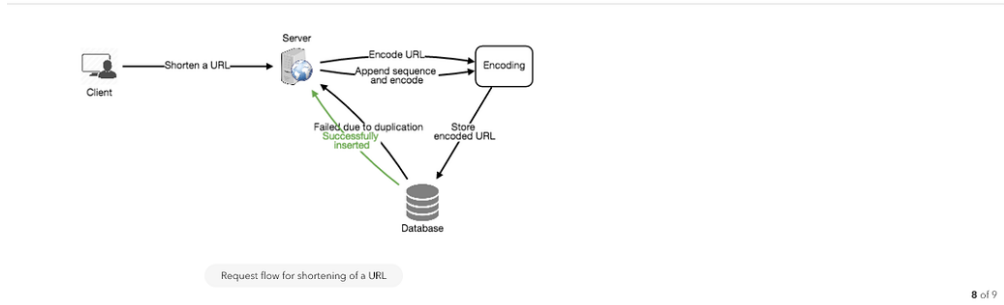 Server
Shorten a URL
Encode URL
Append sequence
and encode
Encoding
Client
Failed due to duplication
Successfully
inserted
Store
encoded URL
Database
Request flow for shortening of a URL
8 of 9